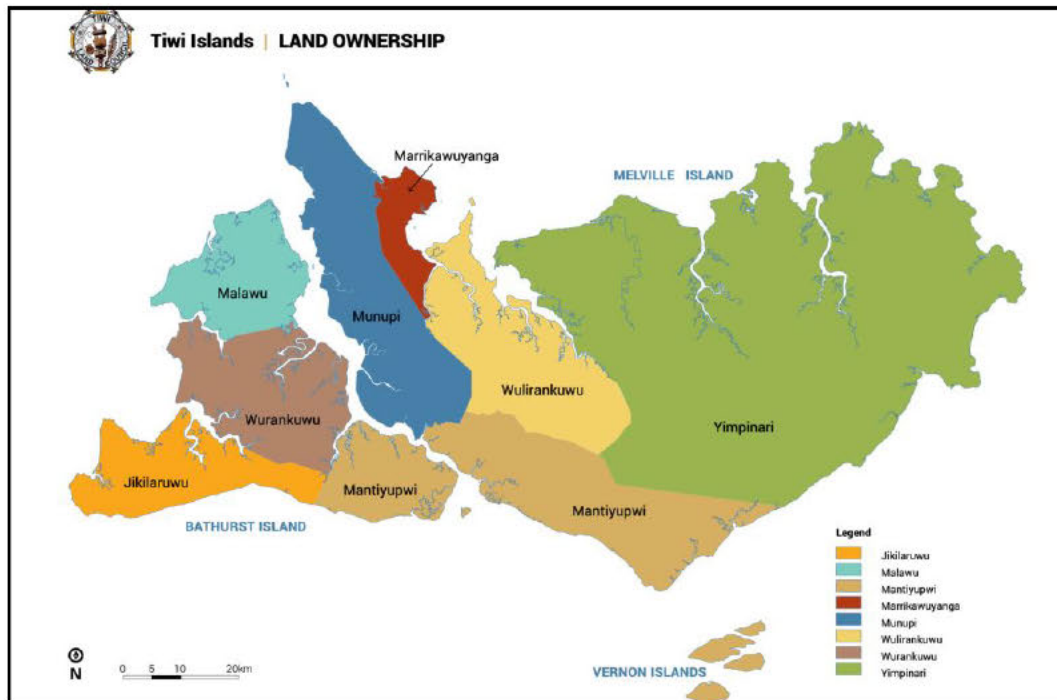 Tiwi Islands | LAND OWNERSHIP
Marrikawuyanga
MELVILLE ISLAND
Malawu
Munupi
Wulirankuwu
Wurankuwu
Yimpinari
Jikilaruwu
Mantiyupwi
Mantiyupwi
BATHURST ISLAND
Legend
Jikilaruwu
Malawu
Mantiyupwi
Marrikawuyanga
Munupi
Wulirankuwu
Wurankuwu
Yimpinari
N
0 5 10 20km
VERNON ISLANDS